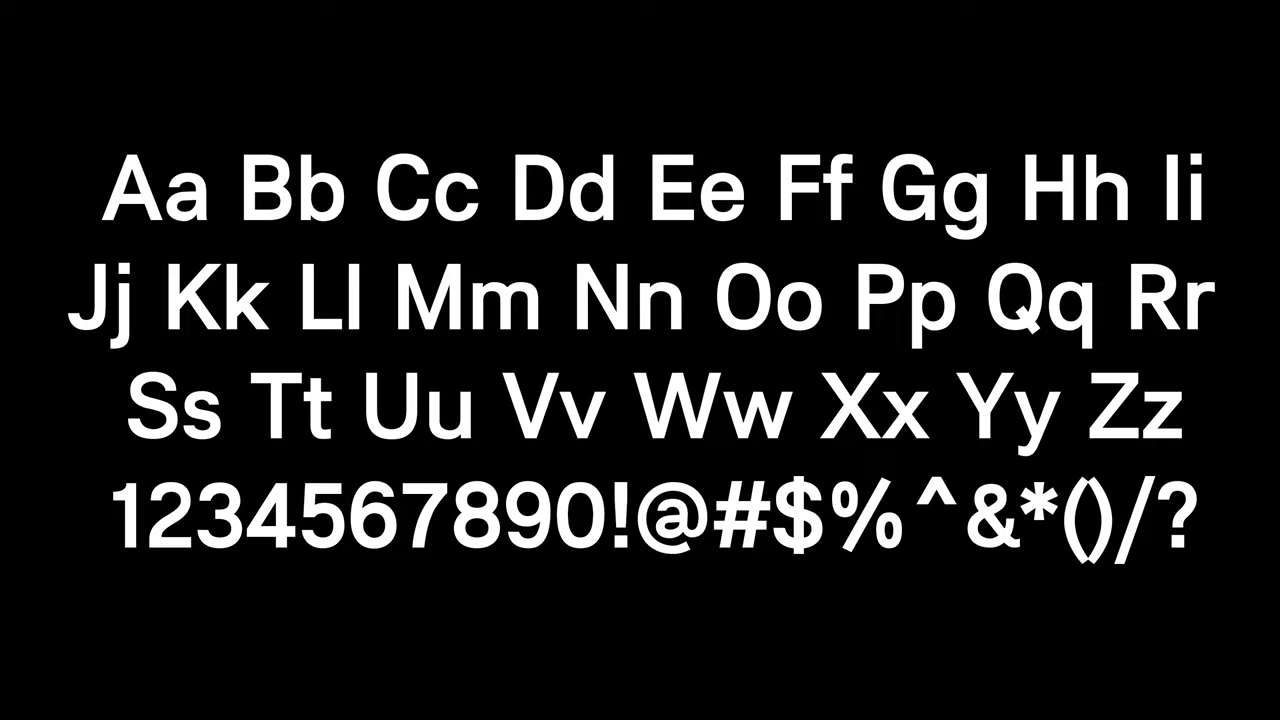 Aa Bb Cc Dd Ee Ff Gg Hh Ii
Jj Kk Ll Mm Nn Oo Pp Qq Rr
Ss Tt Uu Vv Ww Xx Yy Zz
1234567890!@#$%^&*()/?